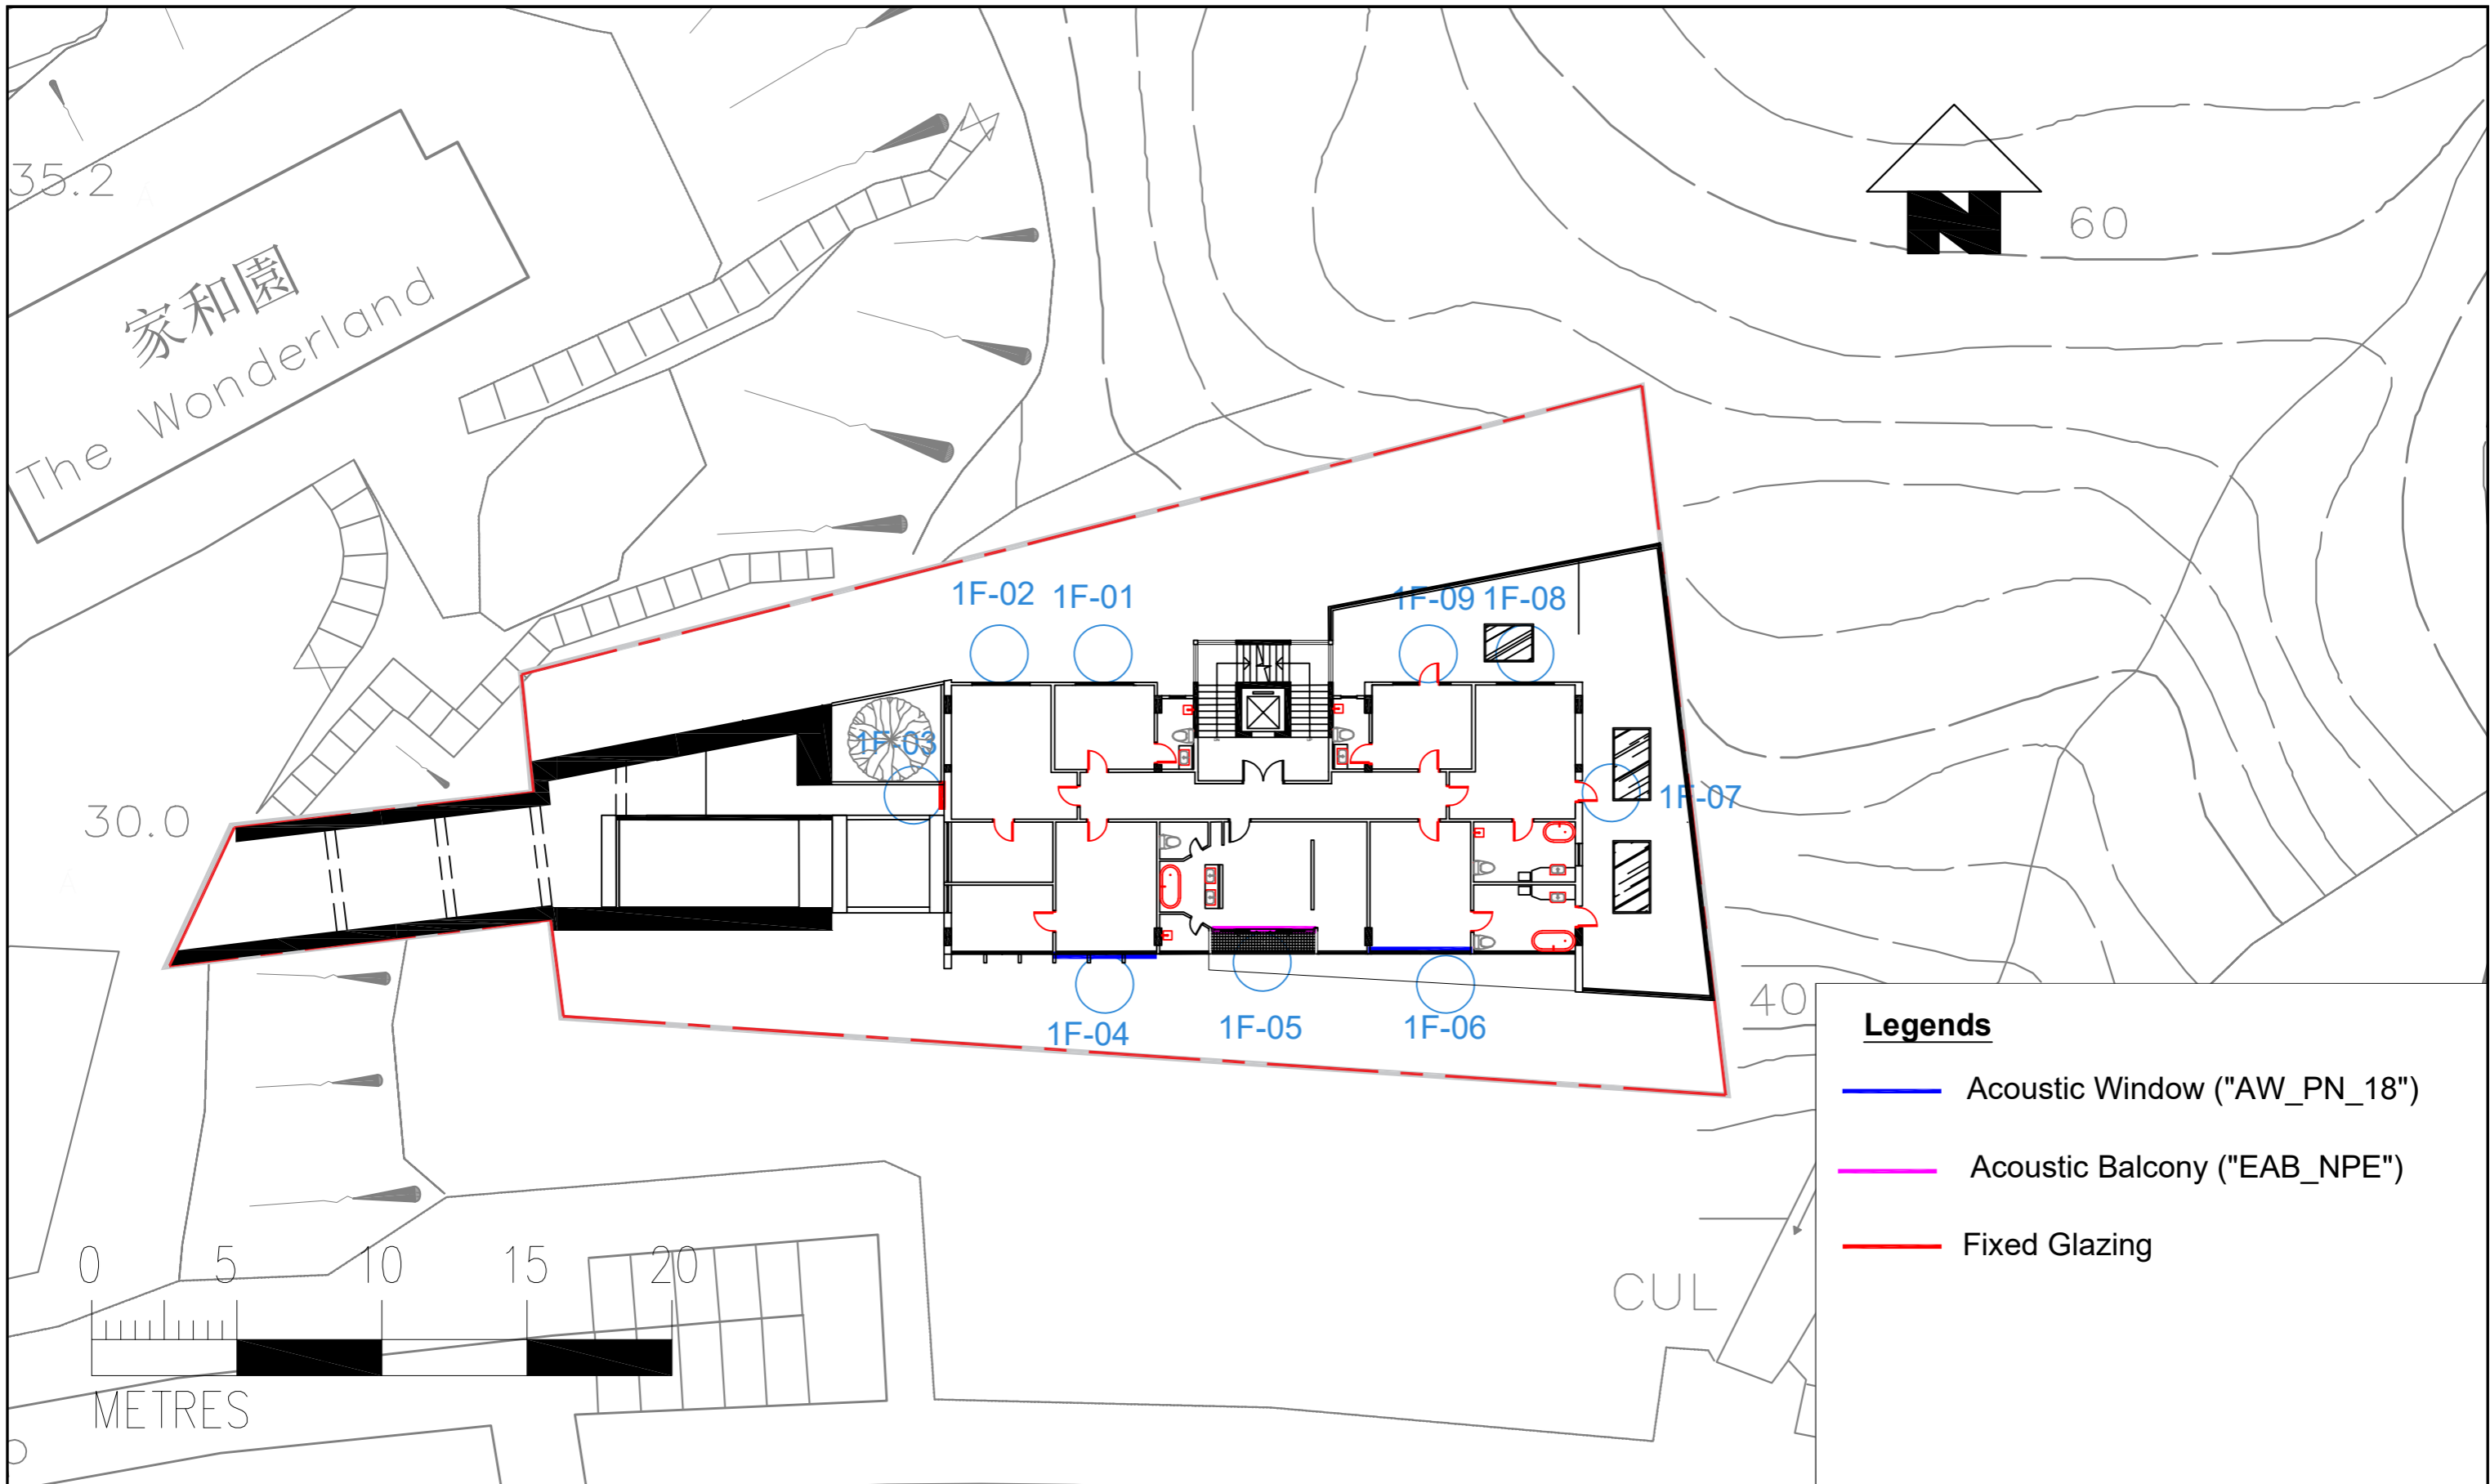 35.2
家和園
The Wonderland
N
60
1F-02
1F-01
1F-09
1F-08
1F-03
1F-07
30.0
1F-04
1F-05
1F-06
40
Legends
Acoustic Window ("AW_PN_18")
Acoustic Balcony ("EAB_NPE")
Fixed Glazing
0 5 10 15 20
METRES
CUL